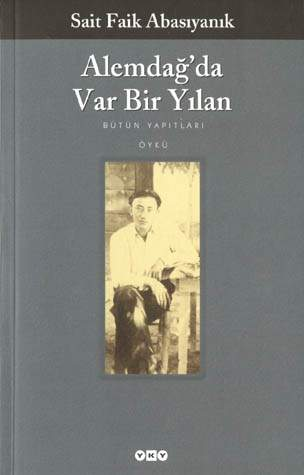 Sait Faik Abasıyanık
Alemdağ'da
Var Bir Yılan
BÜTÜN YAPITLARI
ÖYKÜ
YKY